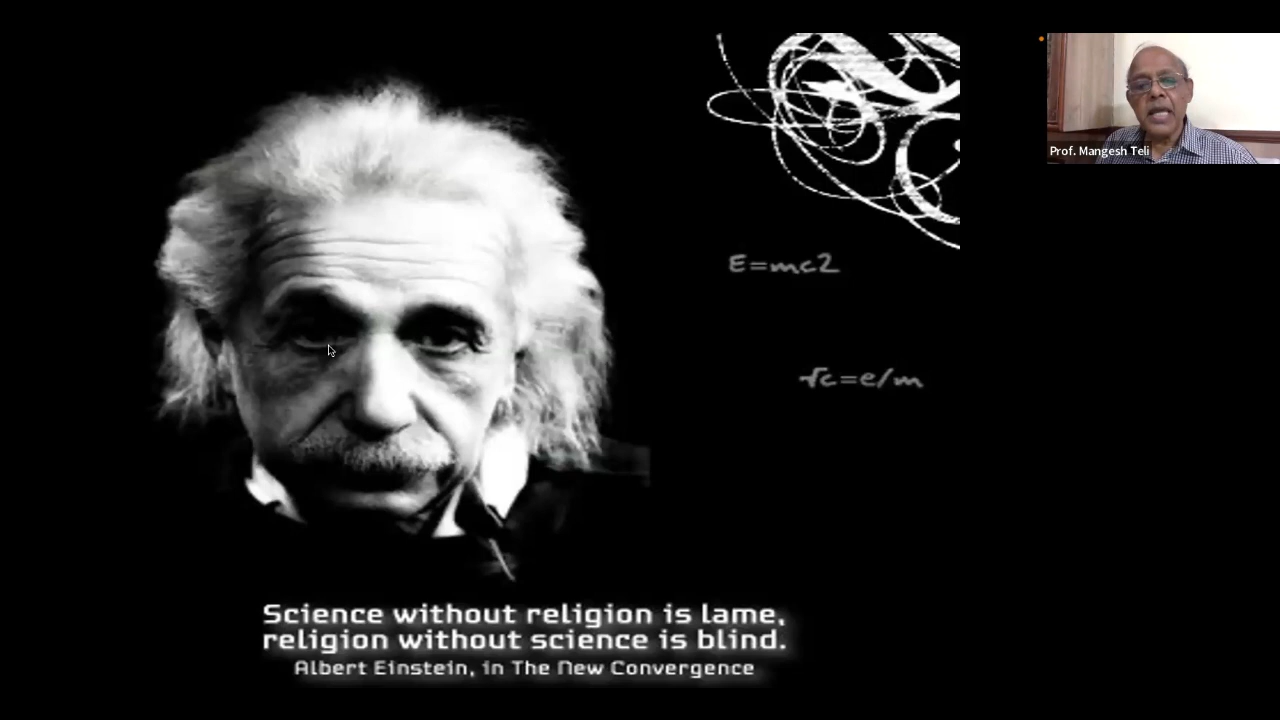 Prof. Mangesh Teli
E=mc2
√c=e/m
Science without religion is lame,
religion without science is blind.
Albert Einstein, in The New Convergence